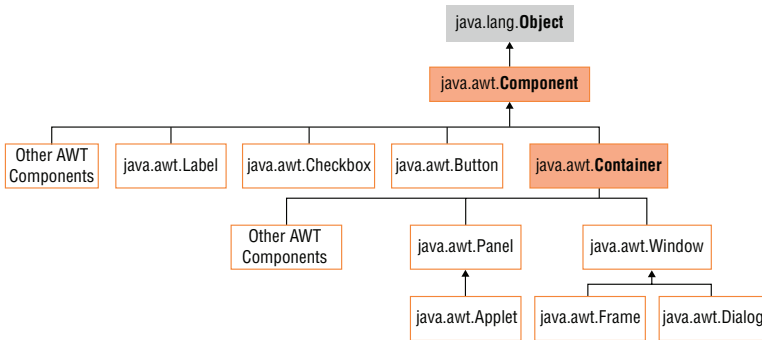 java.lang.Object
java.awt.Component
Other AWT
Components
java.awt.Label
java.awt.Checkbox
java.awt.Button
java.awt.Container
Other AWT
Components
java.awt.Panel
java.awt.Window
java.awt.Applet
java.awt.Frame
java.awt.Dialog